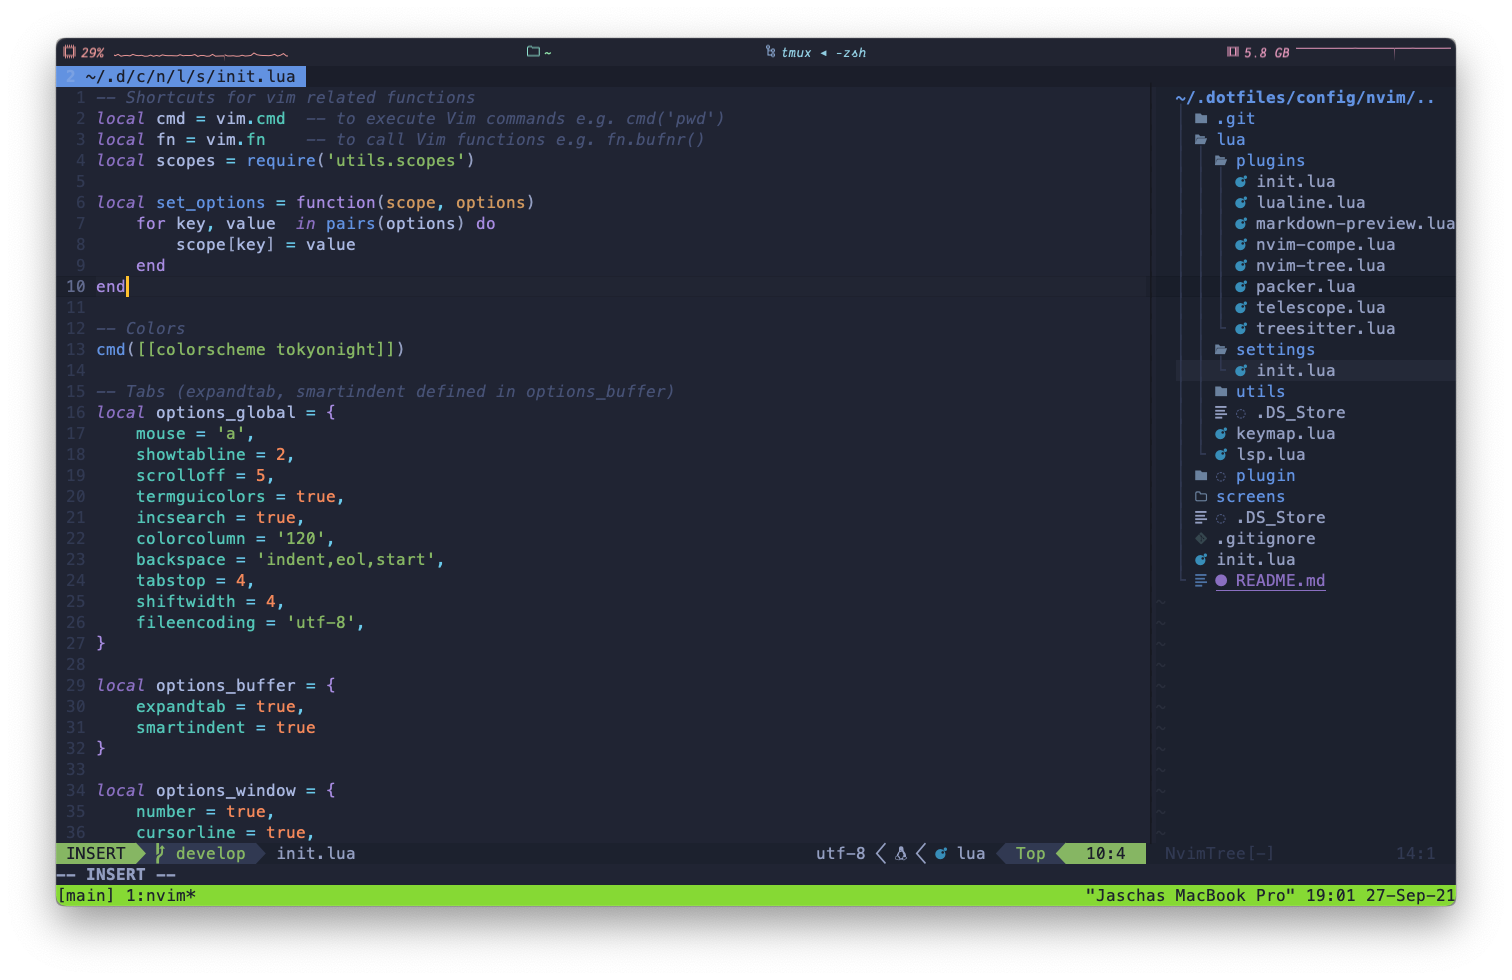 29% ~ tmux ◂ -zsh 5.8 GB
2 ~/.d/c/n/l/s/init.lua
1 -- Shortcuts for vim related functions
2 local cmd = vim.cmd  -- to execute Vim commands e.g. cmd('pwd')
3 local fn = vim.fn    -- to call Vim functions e.g. fn.bufnr()
4 local scopes = require('utils.scopes')
5
6 local set_options = function(scope, options)
7     for key, value  in pairs(options) do
8         scope[key] = value
9     end
10 end
11
12 -- Colors
13 cmd([[colorscheme tokyonight]])
14
15 -- Tabs (expandtab, smartindent defined in options_buffer)
16 local options_global = {
17     mouse = 'a',
18     showtabline = 2,
19     scrolloff = 5,
20     termguicolors = true,
21     incsearch = true,
22     colorcolumn = '120',
23     backspace = 'indent,eol,start',
24     tabstop = 4,
25     shiftwidth = 4,
26     fileencoding = 'utf-8',
27 }
28
29 local options_buffer = {
30     expandtab = true,
31     smartindent = true
32 }
33
34 local options_window = {
35     number = true,
36     cursorline = true,
~/.dotfiles/config/nvim/..
.git
lua
plugins
init.lua
lualine.lua
markdown-preview.lua
nvim-compe.lua
nvim-tree.lua
packer.lua
telescope.lua
treesitter.lua
settings
init.lua
utils
.DS_Store
keymap.lua
lsp.lua
plugin
screens
.DS_Store
.gitignore
init.lua
README.md
~
~
~
~
~
~
~
~
~
~
~
~
INSERT develop init.lua utf-8 lua Top 10:4 NvimTree[-] 14:1
-- INSERT --
[main] 1:nvim* "Jaschas MacBook Pro" 19:01 27-Sep-21